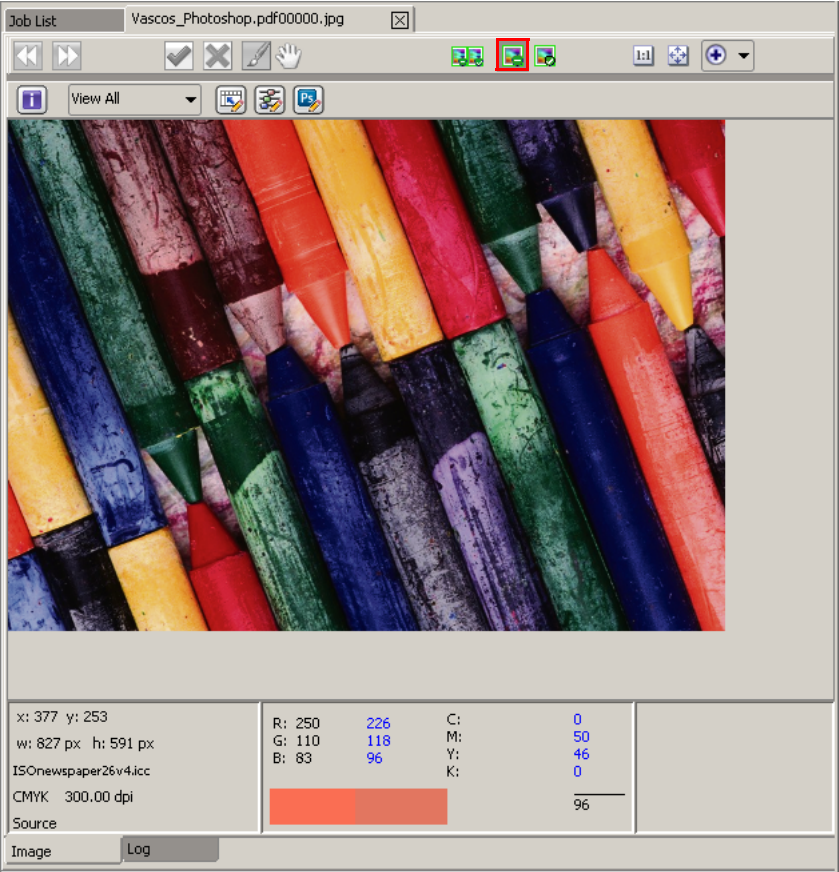 Job List
Vascos_Photoshop.pdf00000.jpg
1:1
i
View All
Ps
x: 377 y: 253
w: 827 px h: 591 px
ISOnewspaper26v4.icc
CMYK 300.00 dpi
Source
R: 250 226
G: 110 118
B: 83 96
C: 0
M: 50
Y: 46
K: 0
96
Image
Log